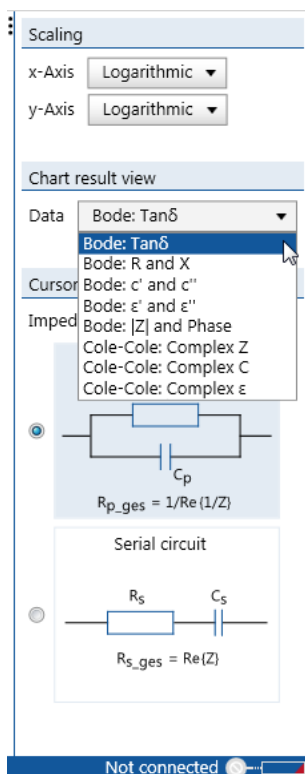 Scaling
x-Axis Logarithmic
y-Axis Logarithmic
Chart result view
Data Bode: Tanδ
Bode: Tanδ
Bode: R and X
Bode: c' and c''
Bode: ε' and ε''
Bode: |Z| and Phase
Cole-Cole: Complex Z
Cole-Cole: Complex C
Cole-Cole: Complex ε
Cursor
Imped
Cp
Rp_ges = 1/Re{1/Z}
Serial circuit
Rs Cs
Rs_ges = Re{Z}
Not connected